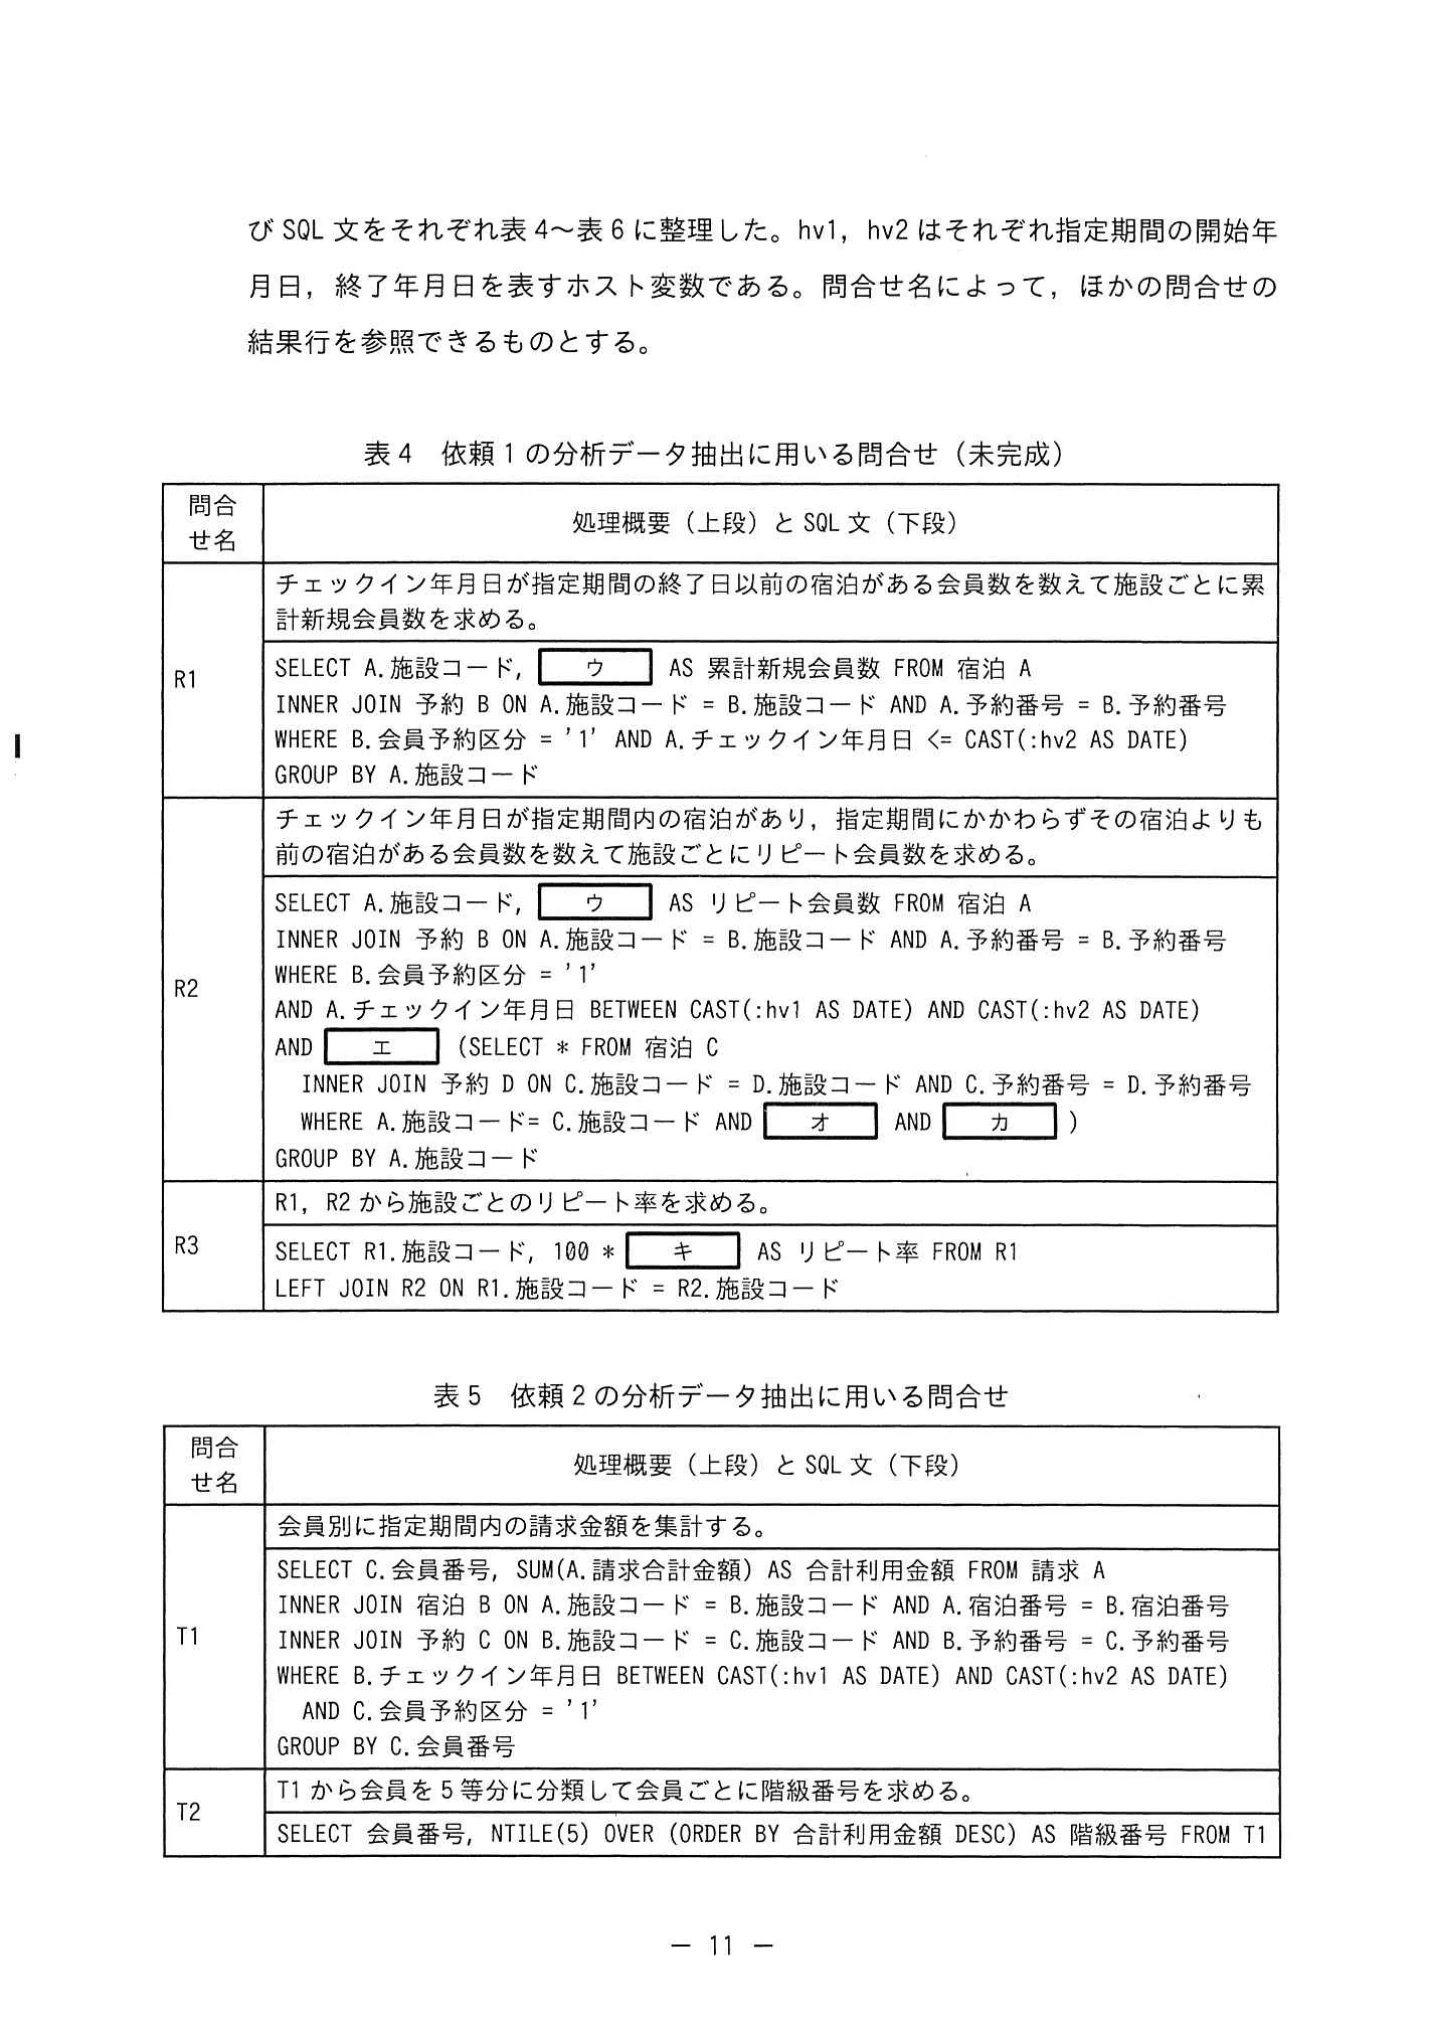 び SQL 文をそれぞれ表 4～表 6 に整理した。hv1，hv2 はそれぞれ指定期間の開始年
月日，終了年月日を表すホスト変数である。問合せ名によって，ほかの問合せの
結果行を参照できるものとする。
表 4　依頼 1 の分析データ抽出に用いる問合せ（未完成）
問合
せ名
処理概要（上段）と SQL 文（下段）
R1
チェックイン年月日が指定期間の終了日以前の宿泊がある会員数を数えて施設ごとに累
計新規会員数を求める。
SELECT A.施設コード, ウ AS 累計新規会員数 FROM 宿泊 A
INNER JOIN 予約 B ON A.施設コード = B.施設コード AND A.予約番号 = B.予約番号
WHERE B.会員予約区分 = '1' AND A.チェックイン年月日 <= CAST(:hv2 AS DATE)
GROUP BY A.施設コード
R2
チェックイン年月日が指定期間内の宿泊があり，指定期間にかかわらずその宿泊よりも
前の宿泊がある会員数を数えて施設ごとにリピート会員数を求める。
SELECT A.施設コード, ウ AS リピート会員数 FROM 宿泊 A
INNER JOIN 予約 B ON A.施設コード = B.施設コード AND A.予約番号 = B.予約番号
WHERE B.会員予約区分 = '1'
AND A.チェックイン年月日 BETWEEN CAST(:hv1 AS DATE) AND CAST(:hv2 AS DATE)
AND エ (SELECT * FROM 宿泊 C
INNER JOIN 予約 D ON C.施設コード = D.施設コード AND C.予約番号 = D.予約番号
WHERE A.施設コード= C.施設コード AND オ AND カ )
GROUP BY A.施設コード
R3
R1，R2 から施設ごとのリピート率を求める。
SELECT R1.施設コード, 100 * キ AS リピート率 FROM R1
LEFT JOIN R2 ON R1.施設コード = R2.施設コード
表 5　依頼 2 の分析データ抽出に用いる問合せ
問合
せ名
処理概要（上段）と SQL 文（下段）
T1
会員別に指定期間内の請求金額を集計する。
SELECT C.会員番号, SUM(A.請求合計金額) AS 合計利用金額 FROM 請求 A
INNER JOIN 宿泊 B ON A.施設コード = B.施設コード AND A.宿泊番号 = B.宿泊番号
INNER JOIN 予約 C ON B.施設コード = C.施設コード AND B.予約番号 = C.予約番号
WHERE B.チェックイン年月日 BETWEEN CAST(:hv1 AS DATE) AND CAST(:hv2 AS DATE)
AND C.会員予約区分 = '1'
GROUP BY C.会員番号
T2
T1 から会員を 5 等分に分類して会員ごとに階級番号を求める。
SELECT 会員番号, NTILE(5) OVER (ORDER BY 合計利用金額 DESC) AS 階級番号 FROM T1
－ 11 －